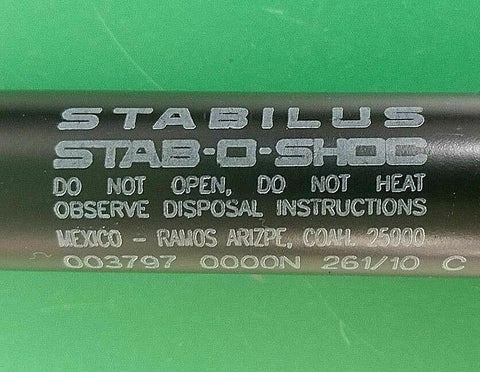 STABILUS
STAB-O-SHOC
DO NOT OPEN, DO NOT HEAT
OBSERVE DISPOSAL INSTRUCTIONS
MEXICO - RAMOS ARIZPE, COAH. 25900
003797 0000N 261/10 C